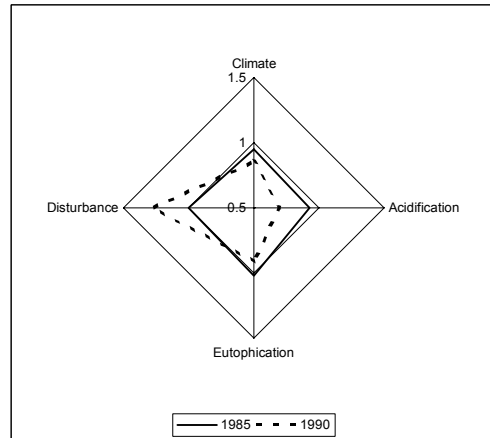 Climate
1.5
1
Disturbance 0.5 Acidification
Eutophication
1985 1990